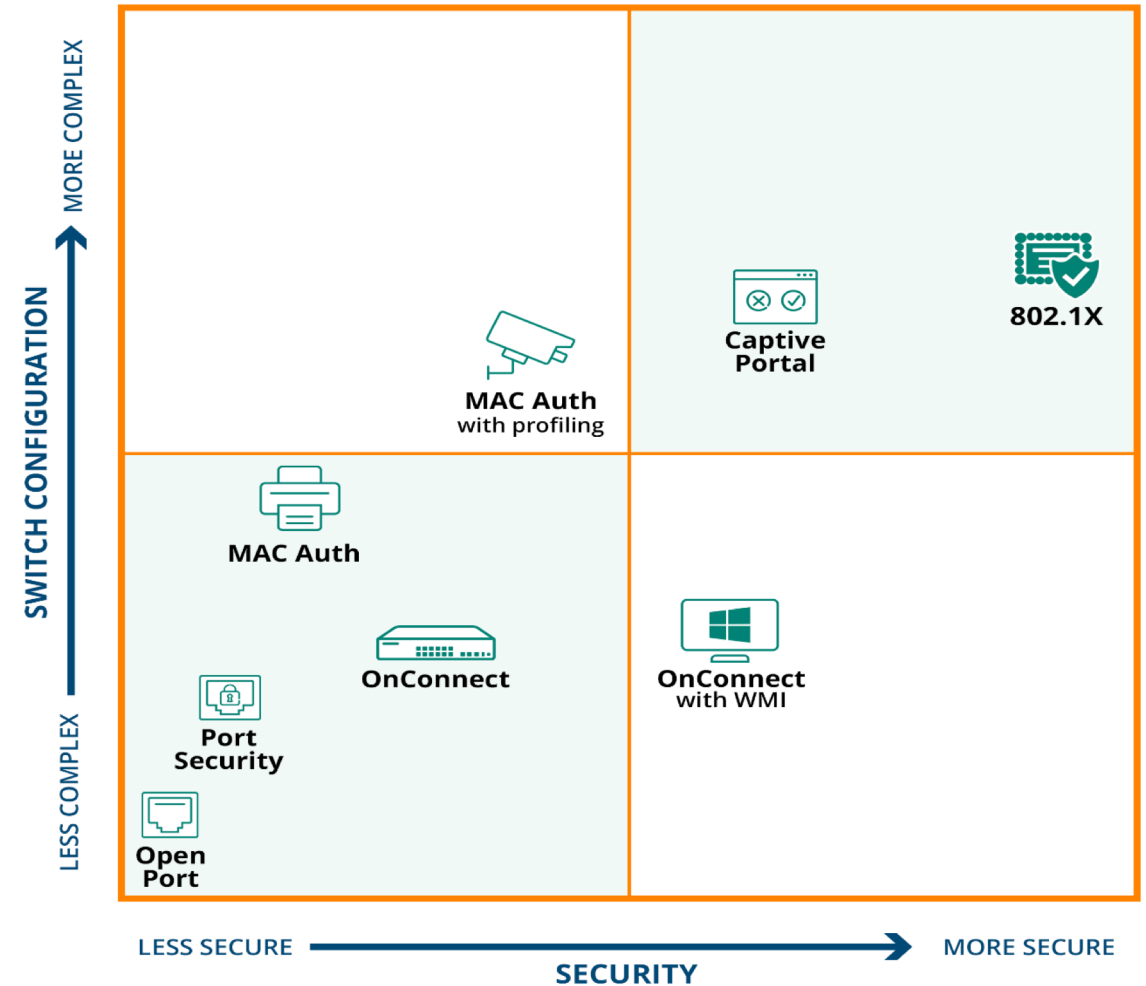 MORE COMPLEX
SWITCH CONFIGURATION
LESS COMPLEX
802.1X
Captive
Portal
MAC Auth
with profiling
MAC Auth
OnConnect
OnConnect
with WMI
Port
Security
Open
Port
LESS SECURE
MORE SECURE
SECURITY